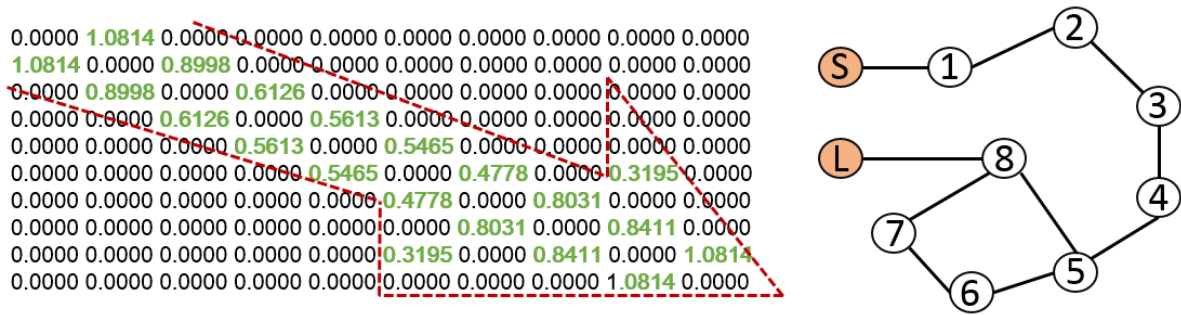 0.0000 1.0814 0.0000 0.0000 0.0000 0.0000 0.0000 0.0000 0.0000 0.0000
1.0814 0.0000 0.8998 0.0000 0.0000 0.0000 0.0000 0.0000 0.0000 0.0000
0.0000 0.8998 0.0000 0.6126 0.0000 0.0000 0.0000 0.0000 0.0000 0.0000
0.0000 0.0000 0.6126 0.0000 0.5613 0.0000 0.0000 0.0000 0.0000 0.0000
0.0000 0.0000 0.0000 0.5613 0.0000 0.5465 0.0000 0.0000 0.0000 0.0000
0.0000 0.0000 0.0000 0.0000 0.5465 0.0000 0.4778 0.0000 0.3195 0.0000
0.0000 0.0000 0.0000 0.0000 0.0000 0.4778 0.0000 0.8031 0.0000 0.0000
0.0000 0.0000 0.0000 0.0000 0.0000 0.0000 0.8031 0.0000 0.8411 0.0000
0.0000 0.0000 0.0000 0.0000 0.0000 0.3195 0.0000 0.8411 0.0000 1.0814
0.0000 0.0000 0.0000 0.0000 0.0000 0.0000 0.0000 0.0000 1.0814 0.0000
2
S 1
3
L 8
4
7
5
6